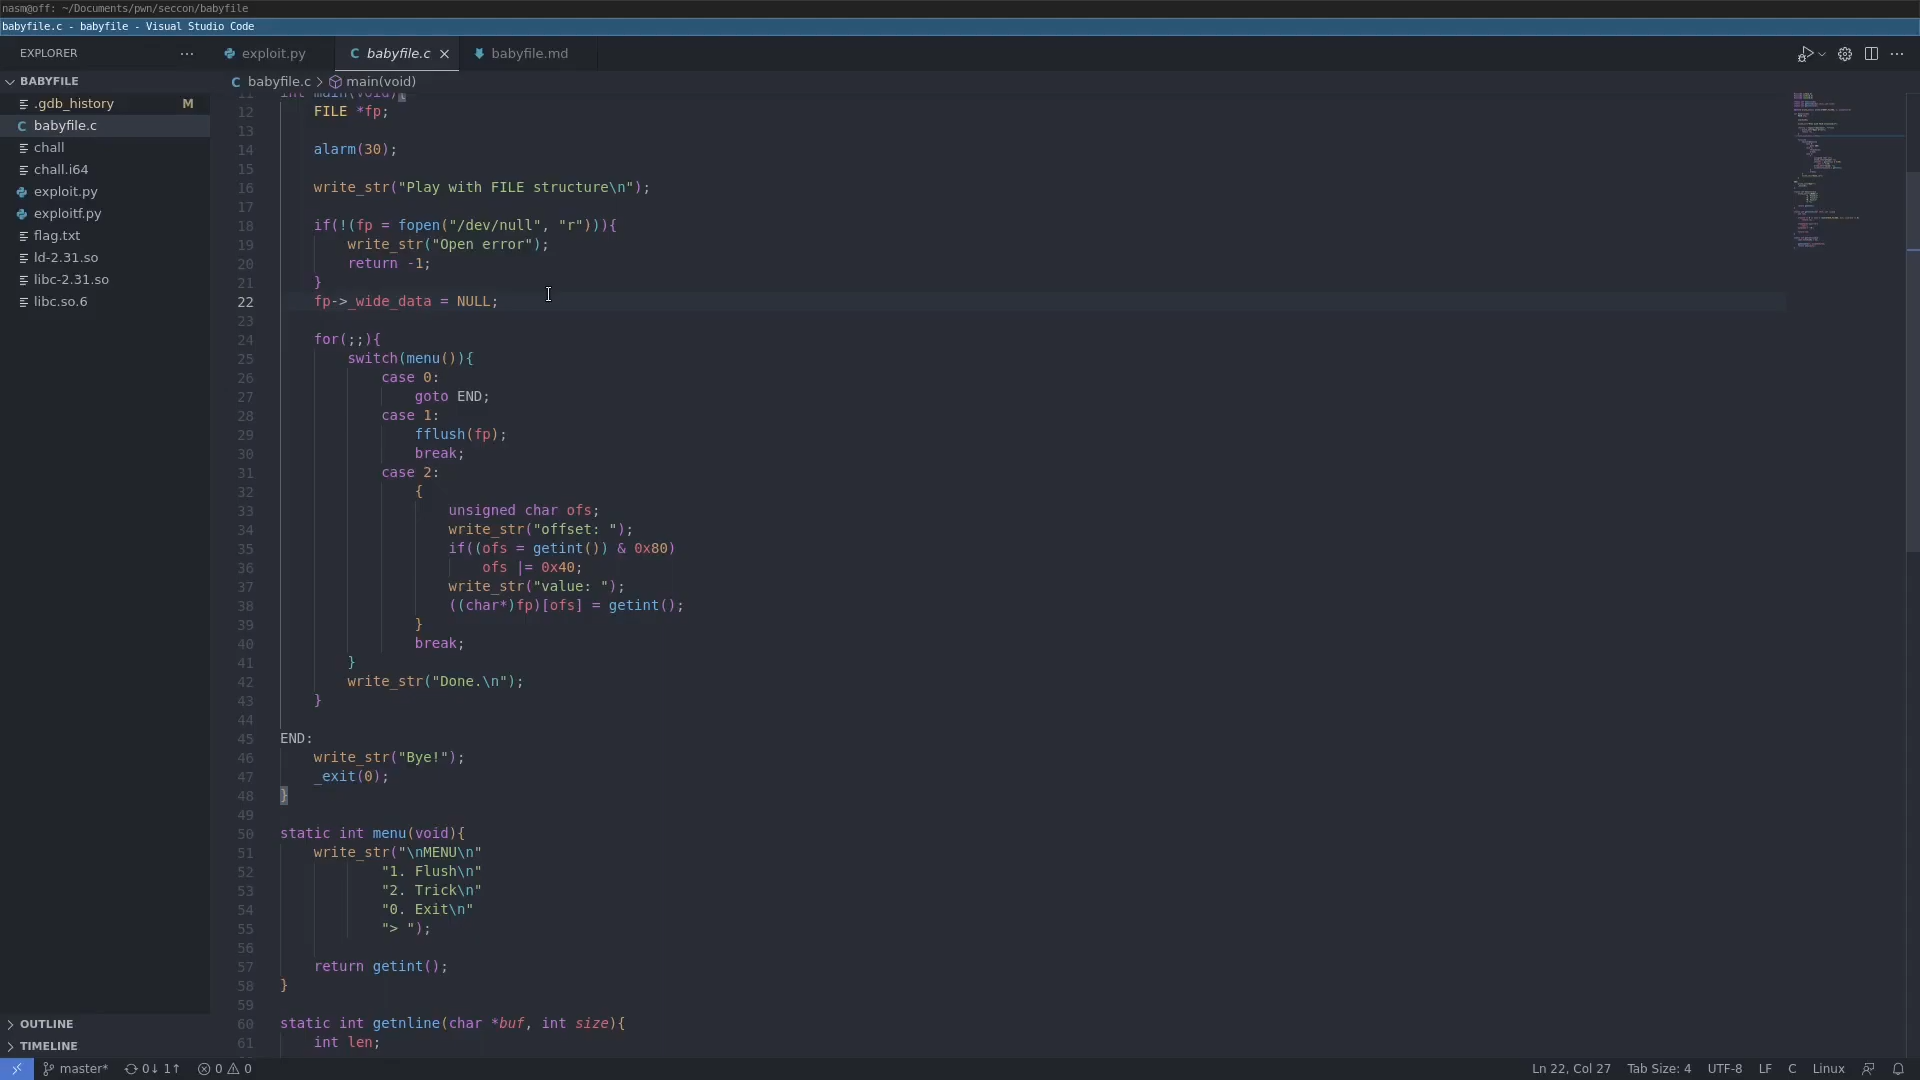 nasm@off: ~/Documents/pwn/seccon/babyfile
babyfile.c - babyfile - Visual Studio Code
EXPLORER
exploit.py
babyfile.c
babyfile.md
BABYFILE
babyfile.c > main(void)
.gdb_history M
babyfile.c
chall
chall.i64
exploit.py
exploitf.py
flag.txt
ld-2.31.so
libc-2.31.so
libc.so.6
11 int main(void){
12 FILE *fp;
13
14 alarm(30);
15
16 write_str("Play with FILE structure\n");
17
18 if(!(fp = fopen("/dev/null", "r"))){
19 write_str("Open error");
20 return -1;
21 }
22 fp->_wide_data = NULL;
23
24 for(;;){
25 switch(menu()){
26 case 0:
27 goto END;
28 case 1:
29 fflush(fp);
30 break;
31 case 2:
32 {
33 unsigned char ofs;
34 write_str("offset: ");
35 if((ofs = getint()) & 0x80)
36 ofs |= 0x40;
37 write_str("value: ");
38 ((char*)fp)[ofs] = getint();
39 }
40 break;
41 }
42 write_str("Done.\n");
43 }
44
45 END:
46 write_str("Bye!");
47 _exit(0);
48 }
49
50 static int menu(void){
51 write_str("\nMENU\n"
52 "1. Flush\n"
53 "2. Trick\n"
54 "0. Exit\n"
55 "> ");
56
57 return getint();
58 }
59
60 static int getnline(char *buf, int size){
61 int len;
OUTLINE
TIMELINE
master* 0↓ 1↑ 0 0 Ln 22, Col 27 Tab Size: 4 UTF-8 LF C Linux